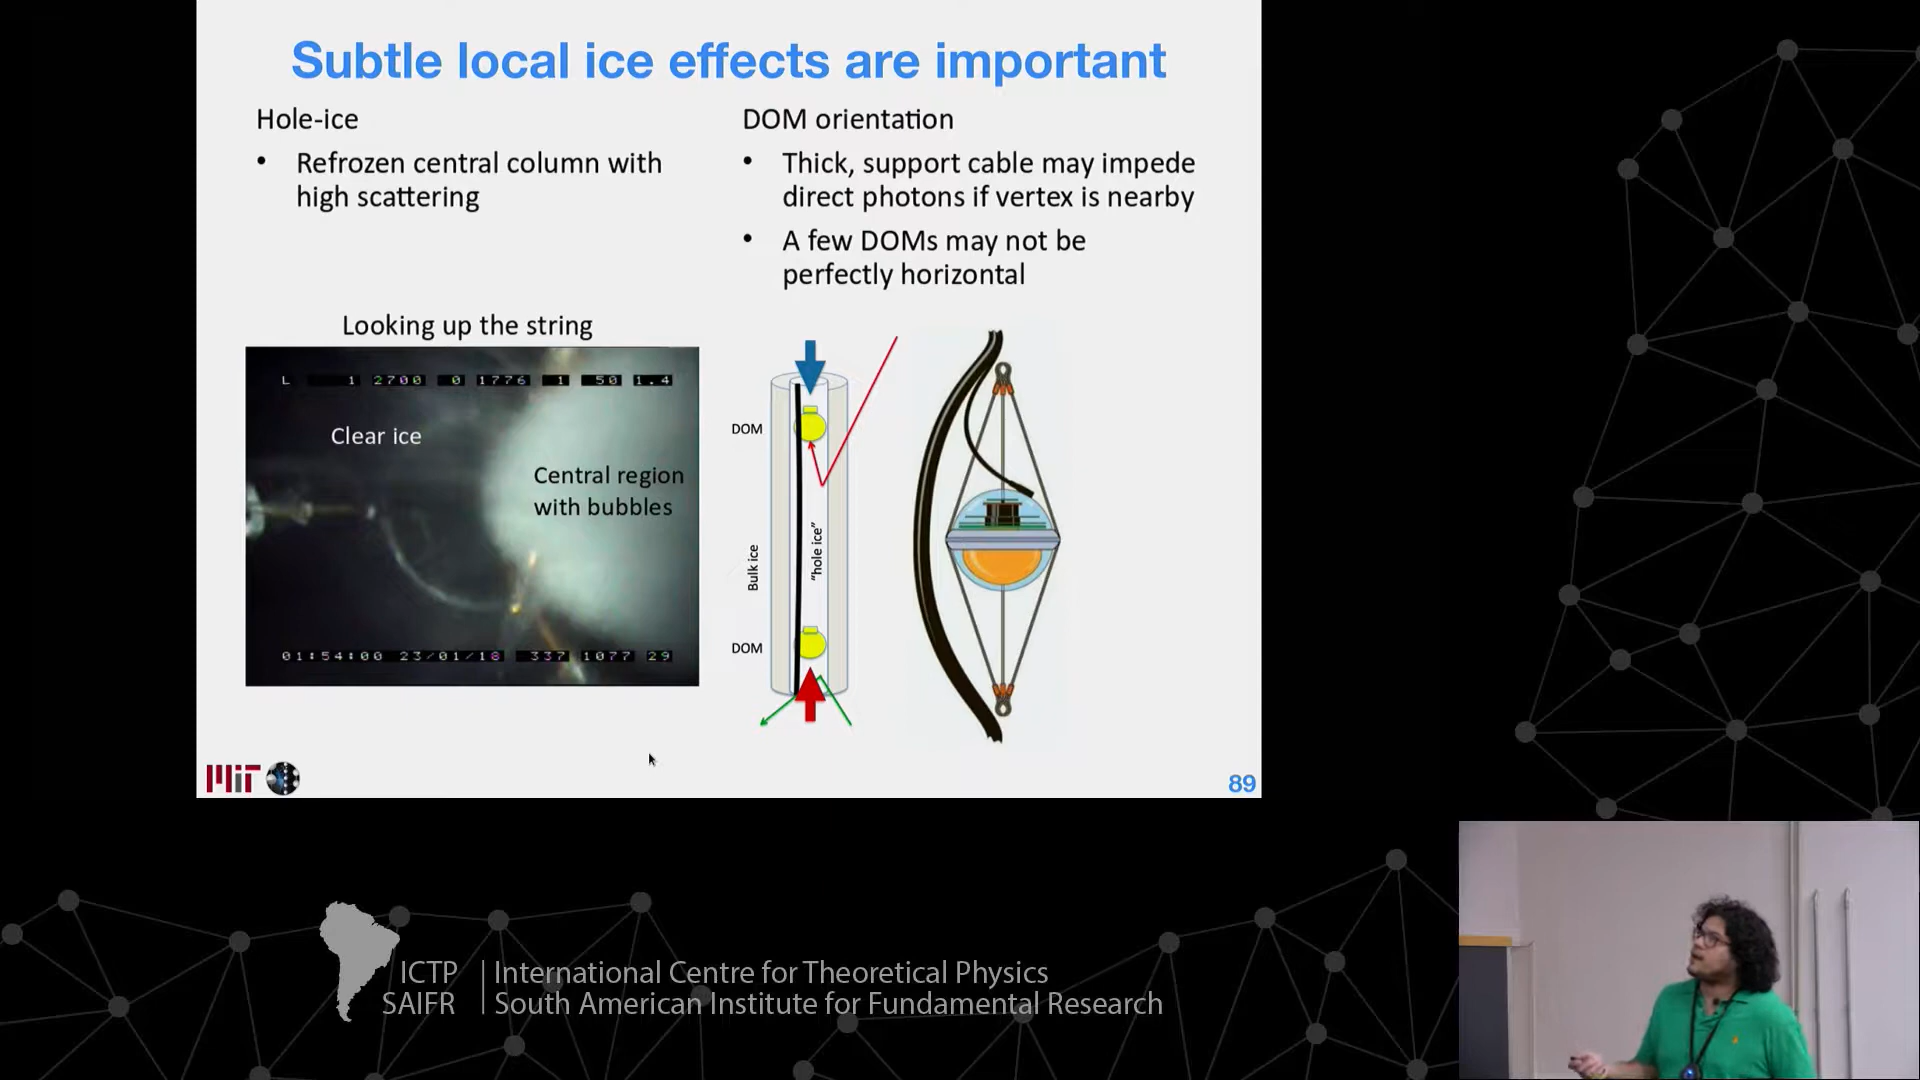 Subtle local ice effects are important
Hole-ice
• Refrozen central column with
high scattering
DOM orientation
• Thick, support cable may impede
direct photons if vertex is nearby
• A few DOMs may not be
perfectly horizontal
Looking up the string
L 1 2700 0 1776 1 50 1.4
Clear ice
Central region
with bubbles
01:54:00 23/01/18 337 1077 29
DOM
Bulk ice
"hole ice"
DOM
MIT
89
ICTP
SAIFR
International Centre for Theoretical Physics
South American Institute for Fundamental Research